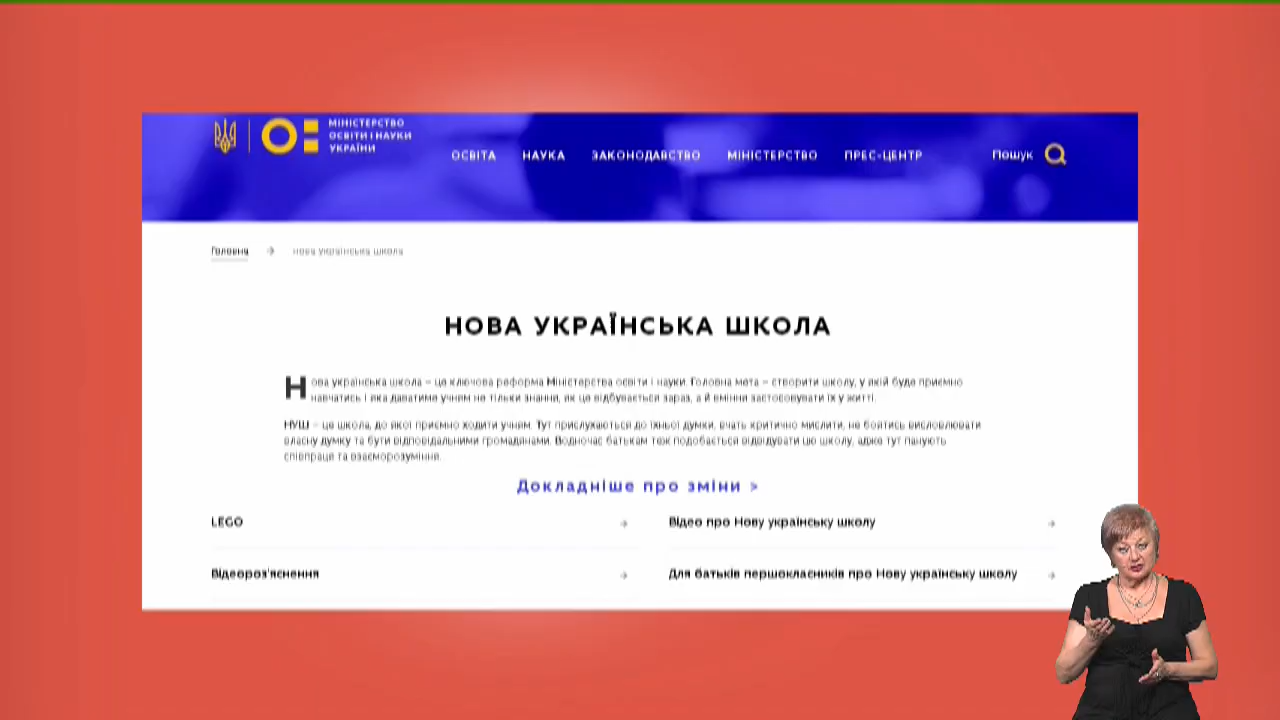 МІНІСТЕРСТВО
ОСВІТИ І НАУКИ
УКРАЇНИ
ОСВІТА НАУКА ЗАКОНОДАВСТВО МІНІСТЕРСТВО ПРЕС-ЦЕНТР Пошук
Головна нова українська школа
НОВА УКРАЇНСЬКА ШКОЛА
Нова українська школа – це ключова реформа Міністерства освіти і науки. Головна мета – створити школу, у якій буде приємно
навчатись і яка даватиме учням не тільки знання, як це відбувається зараз, а й вміння застосовувати їх у житті.
НУШ – це школа, до якої приємно ходити учням. Тут прислухаються до їхньої думки, вчать критично мислити, не боятись висловлювати
власну думку та бути відповідальними громадянами. Водночас батькам теж подобається відвідувати цю школу, адже тут панують
співпраця та взаєморозуміння.
Докладніше про зміни >
LEGO
Відео про Нову українську школу
Відеороз'яснення
Для батьків першокласників про Нову українську школу